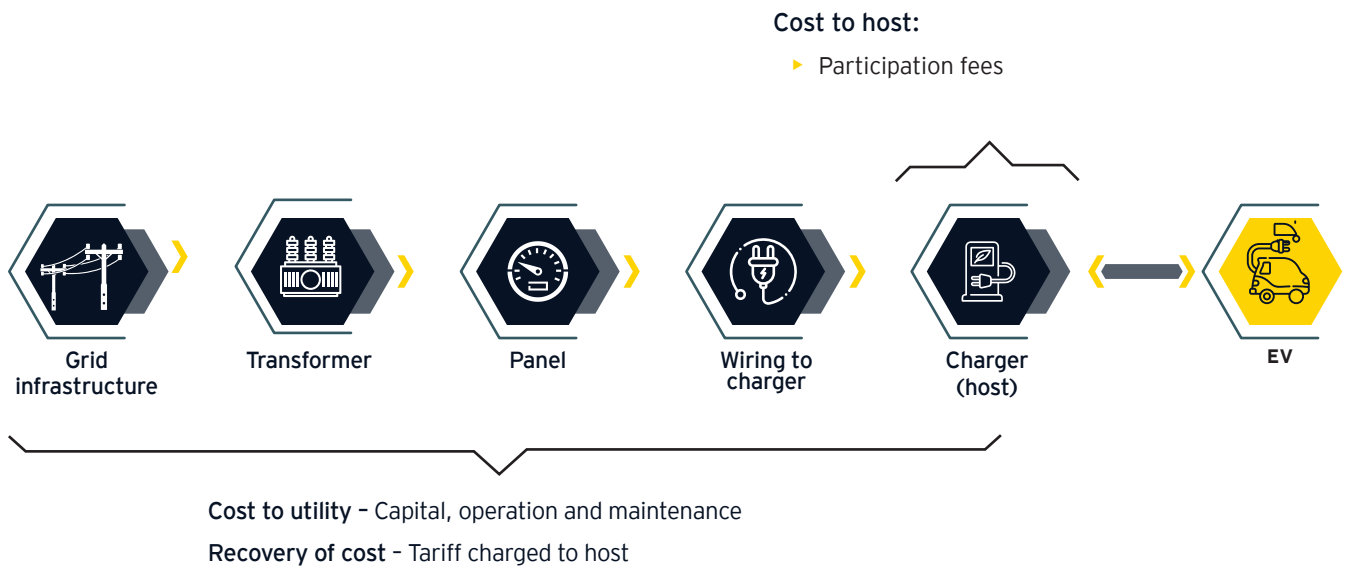 Cost to host:
Participation fees
Grid
infrastructure
Transformer
Panel
Wiring to
charger
Charger
(host)
EV
Cost to utility – Capital, operation and maintenance
Recovery of cost – Tariff charged to host